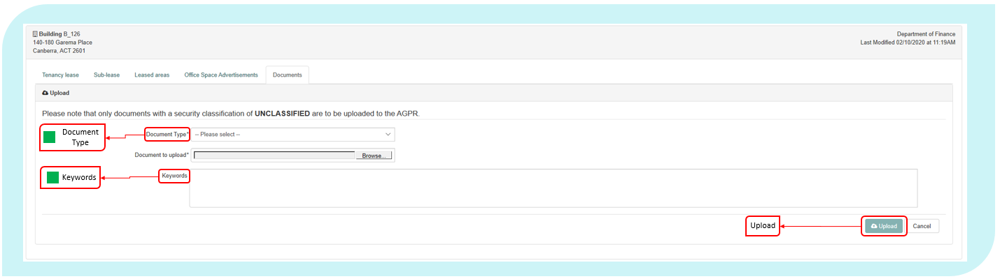 Building B_126
140-180 Garema Place
Canberra, ACT 2601
Department of Finance
Last Modified 02/10/2020 at 11:19AM
Tenancy lease Sub-lease Leased areas Office Space Advertisements Documents
Upload
Please note that only documents with a security classification of UNCLASSIFIED are to be uploaded to the AGPR.
Document
Type
Document Type* -- Please select --
Document to upload* Browse...
Keywords
Keywords
Upload
Upload Cancel